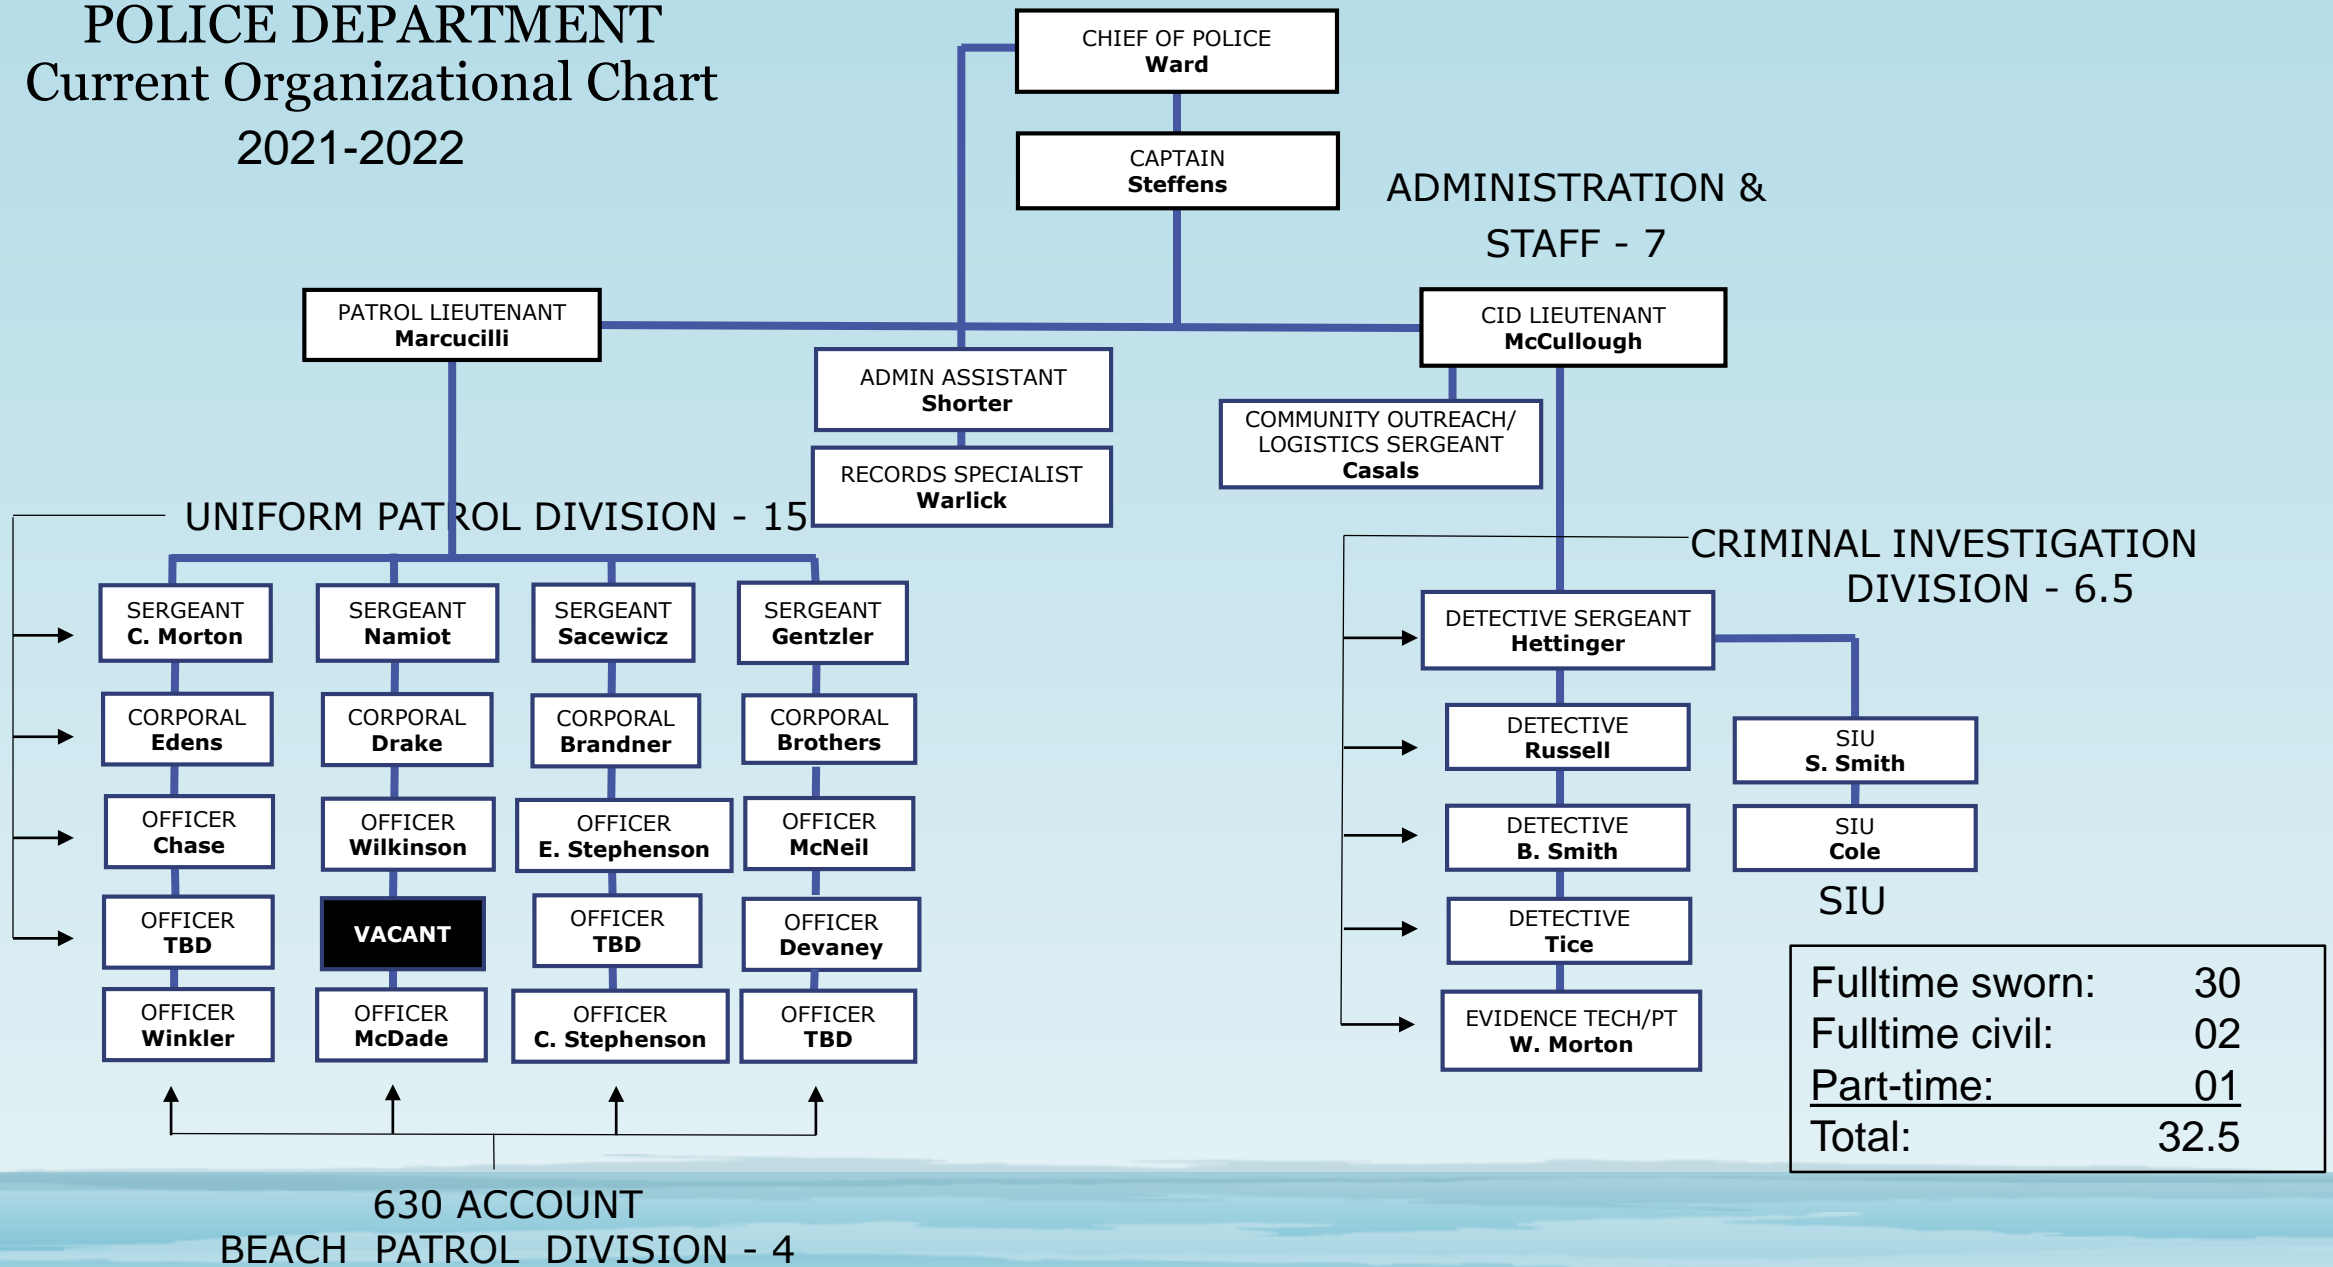 POLICE DEPARTMENT
Current Organizational Chart
2021-2022
CHIEF OF POLICE
Ward
CAPTAIN
Steffens
ADMINISTRATION &
STAFF - 7
PATROL LIEUTENANT
Marcucilli
CID LIEUTENANT
McCullough
ADMIN ASSISTANT
Shorter
RECORDS SPECIALIST
Warlick
COMMUNITY OUTREACH/
LOGISTICS SERGEANT
Casals
UNIFORM PATROL DIVISION - 15
SERGEANT
C. Morton
CORPORAL
Edens
OFFICER
Chase
OFFICER
TBD
OFFICER
Winkler
SERGEANT
Namiot
CORPORAL
Drake
OFFICER
Wilkinson
VACANT
OFFICER
McDade
SERGEANT
Sacewicz
CORPORAL
Brandner
OFFICER
E. Stephenson
OFFICER
TBD
OFFICER
C. Stephenson
SERGEANT
Gentzler
CORPORAL
Brothers
OFFICER
McNeil
OFFICER
Devaney
OFFICER
TBD
630 ACCOUNT
BEACH PATROL DIVISION - 4
CRIMINAL INVESTIGATION
DIVISION - 6.5
DETECTIVE SERGEANT
Hettinger
DETECTIVE
Russell
DETECTIVE
B. Smith
DETECTIVE
Tice
EVIDENCE TECH/PT
W. Morton
SIU
S. Smith
SIU
Cole
SIU
Fulltime sworn: 30
Fulltime civil: 02
Part-time: 01
Total: 32.5